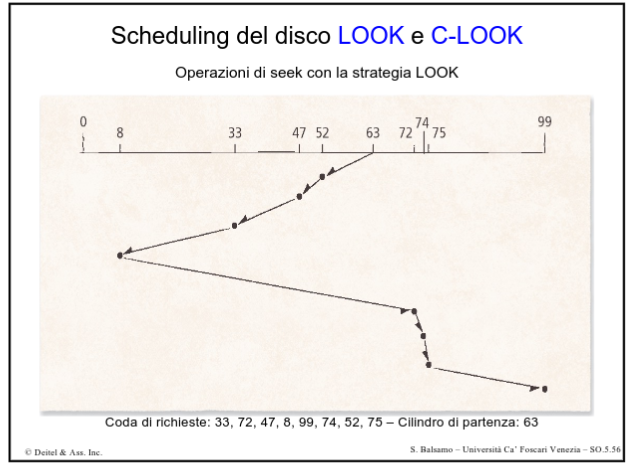 Scheduling del disco LOOK e C-LOOK
Operazioni di seek con la strategia LOOK
0 8 33 47 52 63 72 74 75 99
Coda di richieste: 33, 72, 47, 8, 99, 74, 52, 75 – Cilindro di partenza: 63
© Deitel & Ass. Inc.
S. Balsamo – Università Ca' Foscari Venezia – SO.5.56